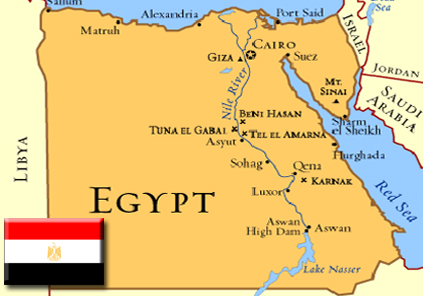 Sallum
Matruh
Alexandria
Port Said
Dead
Sea
ISRAEL
JORDAN
CAIRO
GIZA
Suez
SAUDI
ARABIA
MT.
SINAI
Nile River
BENI HASAN
TUNA EL GABAL
TEL EL AMARNA
Asyut
Sharm
el Sheikh
Hurghada
LIBYA
Sohag
Qena
KARNAK
Luxor
Red Sea
EGYPT
Aswan
High Dam
Aswan
Lake Nasser